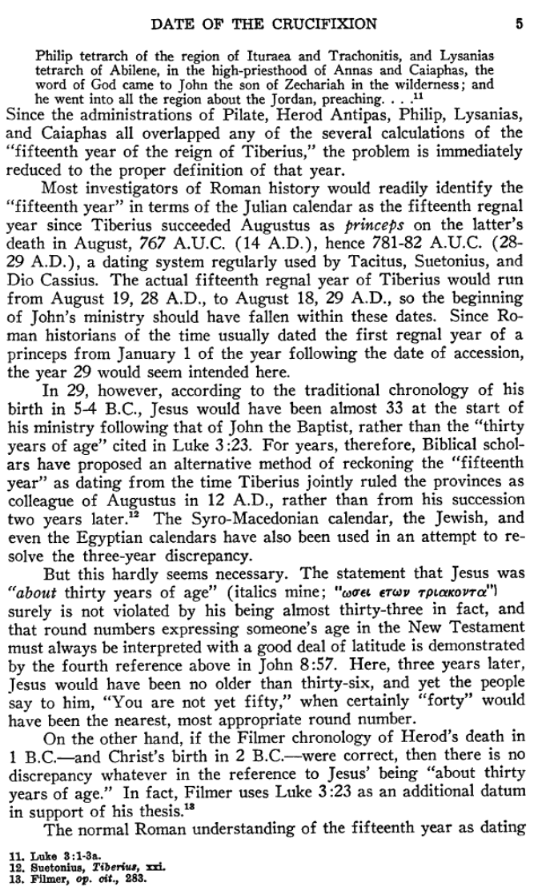 DATE OF THE CRUCIFIXION 5
Philip tetrarch of the region of Ituraea and Trachonitis, and Lysanias
tetrarch of Abilene, in the high-priesthood of Annas and Caiaphas, the
word of God came to John the son of Zechariah in the wilderness; and
he went into all the region about the Jordan, preaching. . . .11
Since the administrations of Pilate, Herod Antipas, Philip, Lysanias,
and Caiaphas all overlapped any of the several calculations of the
"fifteenth year of the reign of Tiberius," the problem is immediately
reduced to the proper definition of that year.
Most investigators of Roman history would readily identify the
"fifteenth year" in terms of the Julian calendar as the fifteenth regnal
year since Tiberius succeeded Augustus as princeps on the latter's
death in August, 767 A.U.C. (14 A.D.), hence 781-82 A.U.C. (28-
29 A.D.), a dating system regularly used by Tacitus, Suetonius, and
Dio Cassius. The actual fifteenth regnal year of Tiberius would run
from August 19, 28 A.D., to August 18, 29 A.D., so the beginning
of John's ministry should have fallen within these dates. Since Ro-
man historians of the time usually dated the first regnal year of a
princeps from January 1 of the year following the date of accession,
the year 29 would seem intended here.
In 29, however, according to the traditional chronology of his
birth in 5-4 B.C., Jesus would have been almost 33 at the start of
his ministry following that of John the Baptist, rather than the "thirty
years of age" cited in Luke 3:23. For years, therefore, Biblical schol-
ars have proposed an alternative method of reckoning the "fifteenth
year" as dating from the time Tiberius jointly ruled the provinces as
colleague of Augustus in 12 A.D., rather than from his succession
two years later.12 The Syro-Macedonian calendar, the Jewish, and
even the Egyptian calendars have also been used in an attempt to re-
solve the three-year discrepancy.
But this hardly seems necessary. The statement that Jesus was
"about thirty years of age" (italics mine; "ωσει ετων τριακοντα")
surely is not violated by his being almost thirty-three in fact, and
that round numbers expressing someone's age in the New Testament
must always be interpreted with a good deal of latitude is demonstrated
by the fourth reference above in John 8:57. Here, three years later,
Jesus would have been no older than thirty-six, and yet the people
say to him, "You are not yet fifty," when certainly "forty" would
have been the nearest, most appropriate round number.
On the other hand, if the Filmer chronology of Herod's death in
1 B.C.—and Christ's birth in 2 B.C.—were correct, then there is no
discrepancy whatever in the reference to Jesus' being "about thirty
years of age." In fact, Filmer uses Luke 3:23 as an additional datum
in support of his thesis.13
The normal Roman understanding of the fifteenth year as dating
11. Luke 3:1-3a.
12. Suetonius, Tiberius, xxi.
13. Filmer, op. cit., 283.